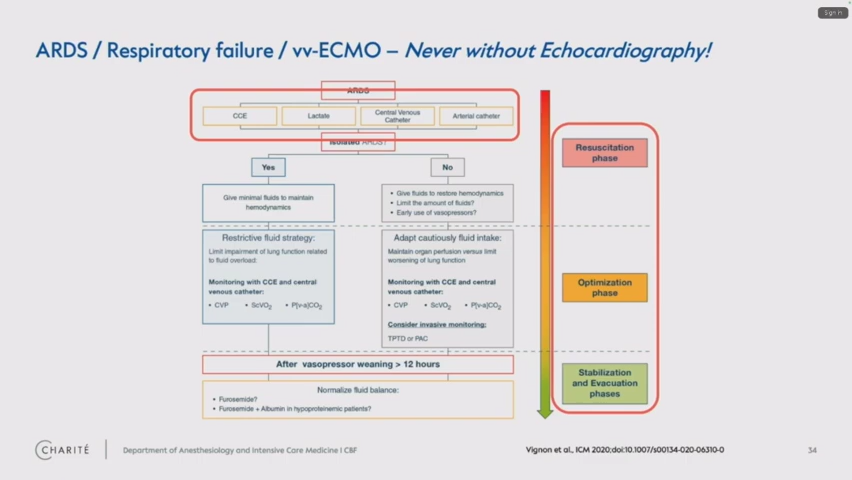 Sign in
ARDS / Respiratory failure / vv-ECMO – Never without Echocardiography!
ARDS
CCE
Lactate
Central Venous
Catheter
Arterial catheter
Isolated ARDS?
Yes
No
Give minimal fluids to maintain
hemodynamics
• Give fluids to restore hemodynamics
• Limit the amount of fluids?
• Early use of vasopressors?
Restrictive fluid strategy:
Limit impairment of lung function related
to fluid overload:
Monitoring with CCE and central
venous catheter:
• CVP • ScVO2 • P[v-a]CO2
Adapt cautiously fluid intake:
Maintain organ perfusion versus limit
worsening of lung function
Monitoring with CCE and central
venous catheter:
• CVP • ScVO2 • P[v-a]CO2
Consider invasive monitoring:
TPTD or PAC
After vasopressor weaning > 12 hours
Normalize fluid balance:
• Furosemide?
• Furosemide + Albumin in hypoproteinemic patients?
Resuscitation
phase
Optimization
phase
Stabilization
and Evacuation
phases
CHARITÉ
Department of Anesthesiology and Intensive Care Medicine I CBF
Vignon et al., ICM 2020;doi:10.1007/s00134-020-06310-0
34